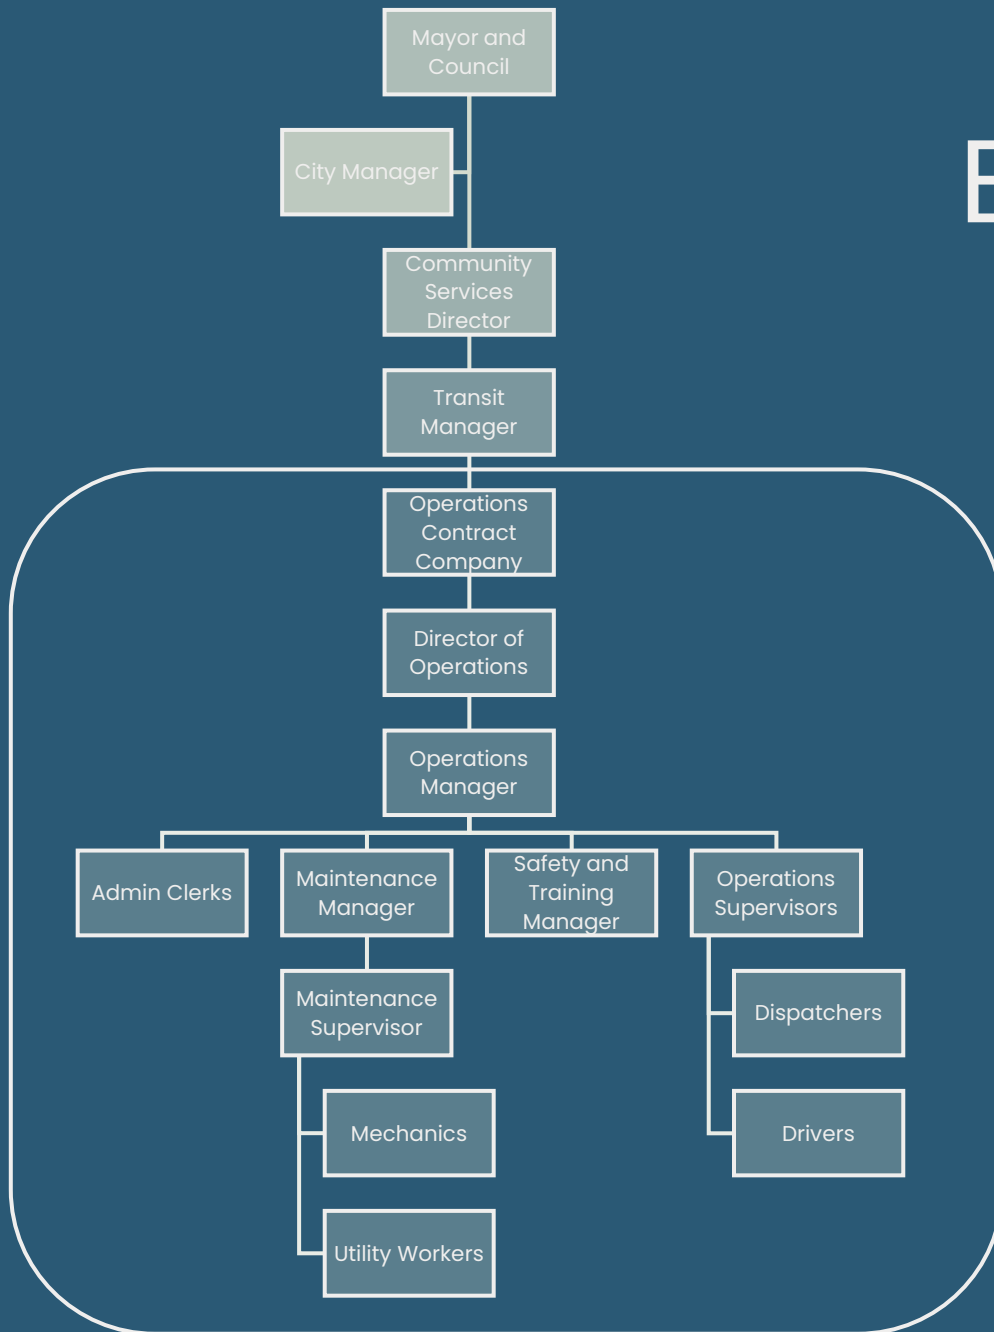 Mayor and
Council
City Manager
E
Community
Services
Director
Transit
Manager
Operations
Contract
Company
Director of
Operations
Operations
Manager
Admin Clerks
Maintenance
Manager
Safety and
Training
Manager
Operations
Supervisors
Maintenance
Supervisor
Dispatchers
Mechanics
Drivers
Utility Workers